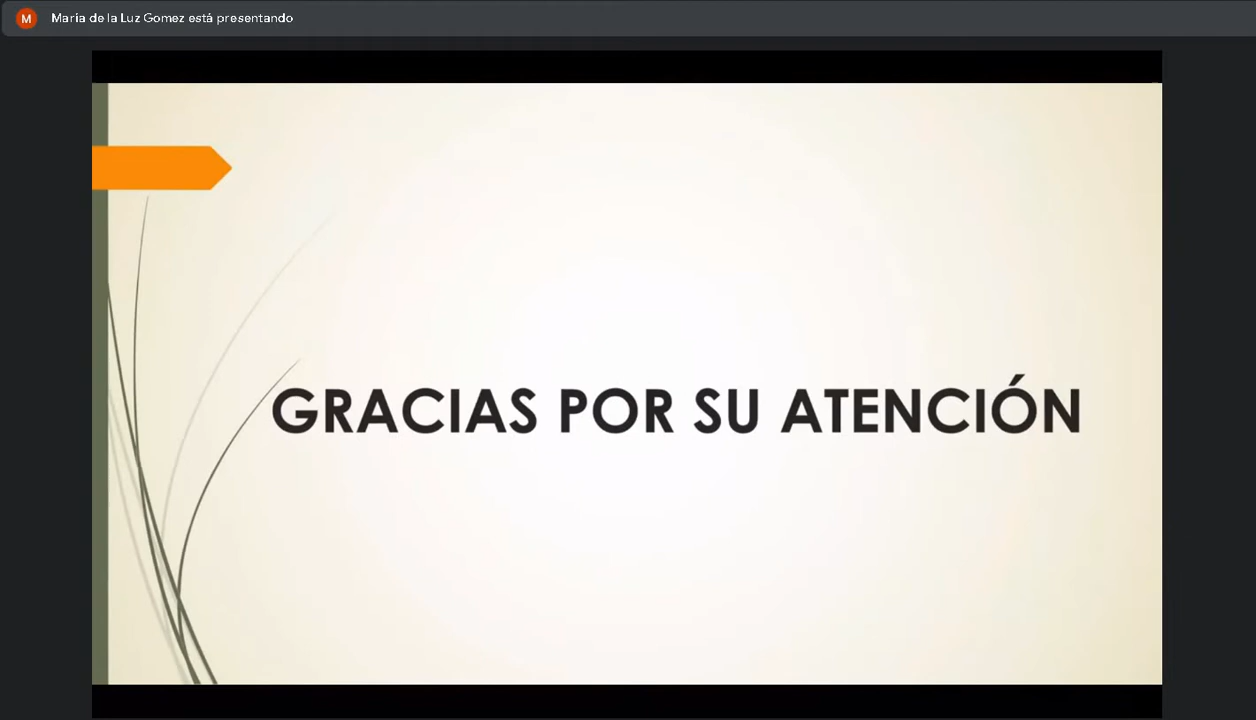 M
Maria de la Luz Gomez está presentando
GRACIAS POR SU ATENCIÓN